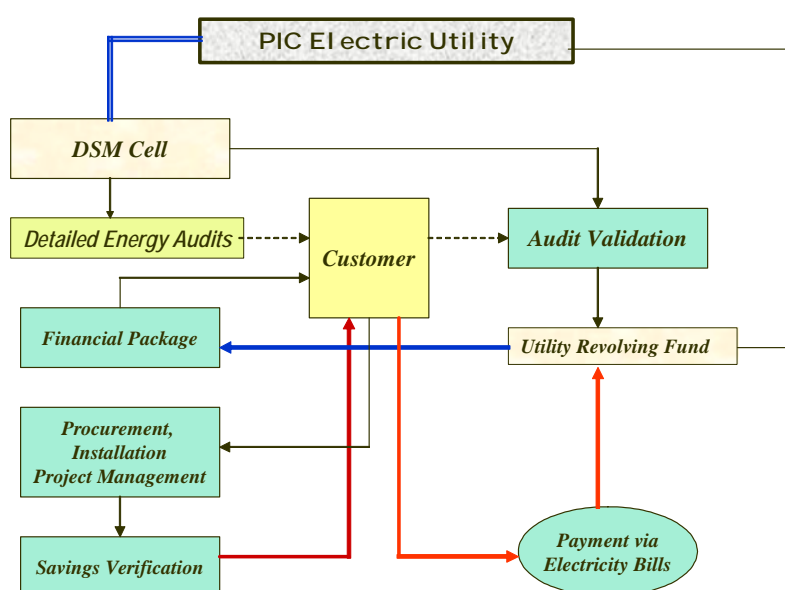 PIC Electric Utility
DSM Cell
Detailed Energy Audits
Customer
Audit Validation
Financial Package
Utility Revolving Fund
Procurement,
Installation
Project Management
Savings Verification
Payment via
Electricity Bills